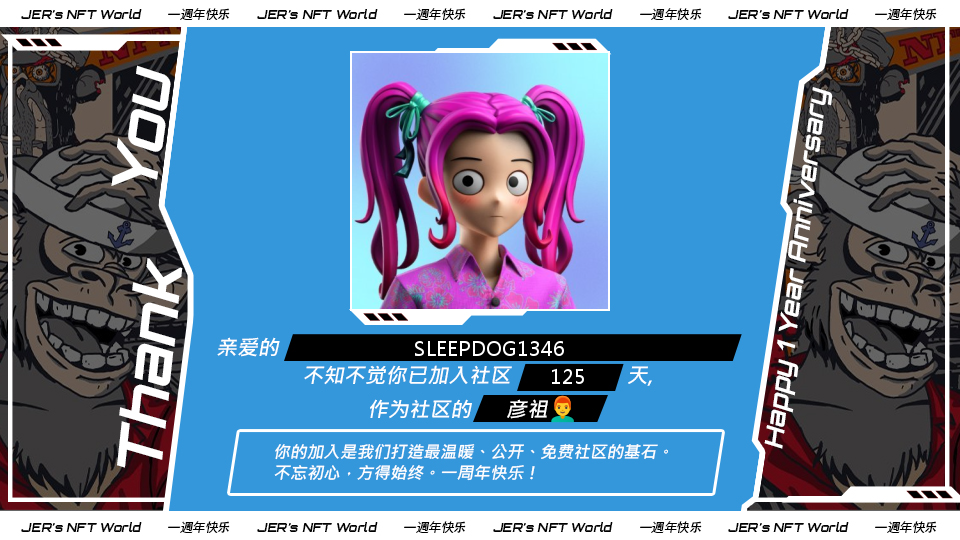 JER's NFT World 一週年快乐 JER's NFT World 一週年快乐 JER's NFT World 一週年快乐 JER's NFT World 一週年快乐
Thank You
Happy 1 Year Anniversary
亲爱的 SLEEPDOG1346
不知不觉你已加入社区 125 天,
作为社区的 彦祖👨‍🦰
你的加入是我们打造最温暖、公开、免费社区的基石。
不忘初心，方得始终。一周年快乐！
JER's NFT World 一週年快乐 JER's NFT World 一週年快乐 JER's NFT World 一週年快乐 JER's NFT World 一週年快乐